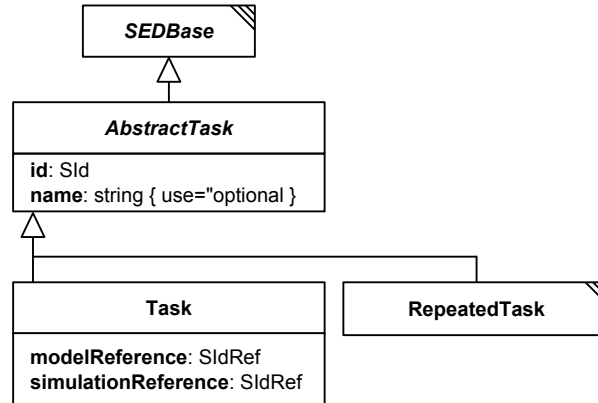 SEDBase
AbstractTask
id: SId
name: string { use="optional }
Task
RepeatedTask
modelReference: SIdRef
simulationReference: SIdRef